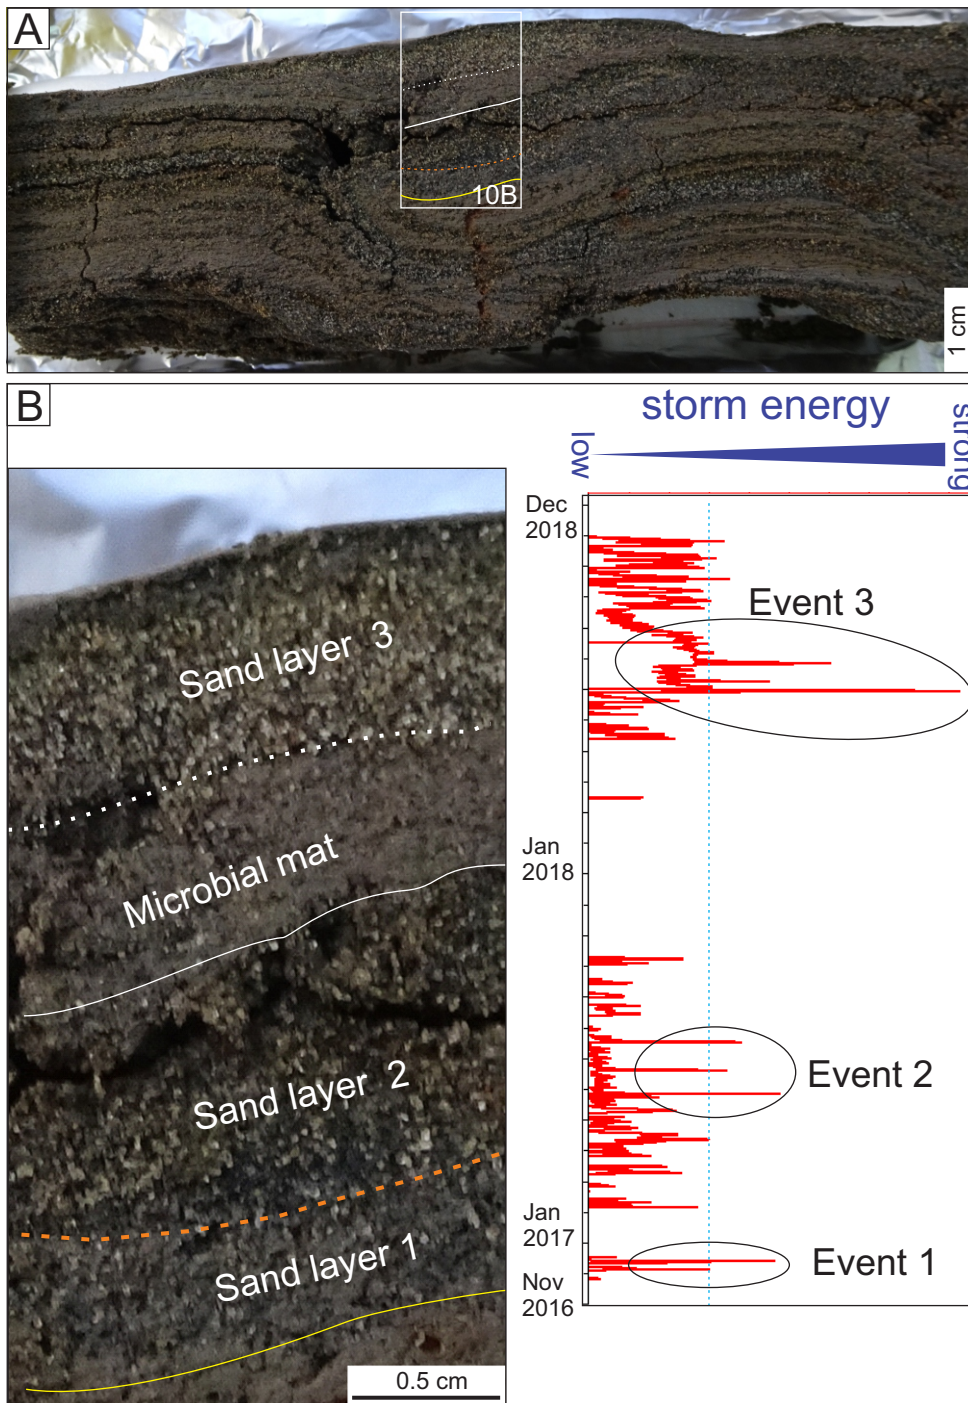 A
10B
1 cm
B
storm energy
low
strong
Dec
2018
Event 3
Sand layer 3
Jan
2018
Microbial mat
Sand layer 2
Event 2
Jan
2017
Sand layer 1
Event 1
Nov
2016
0.5 cm